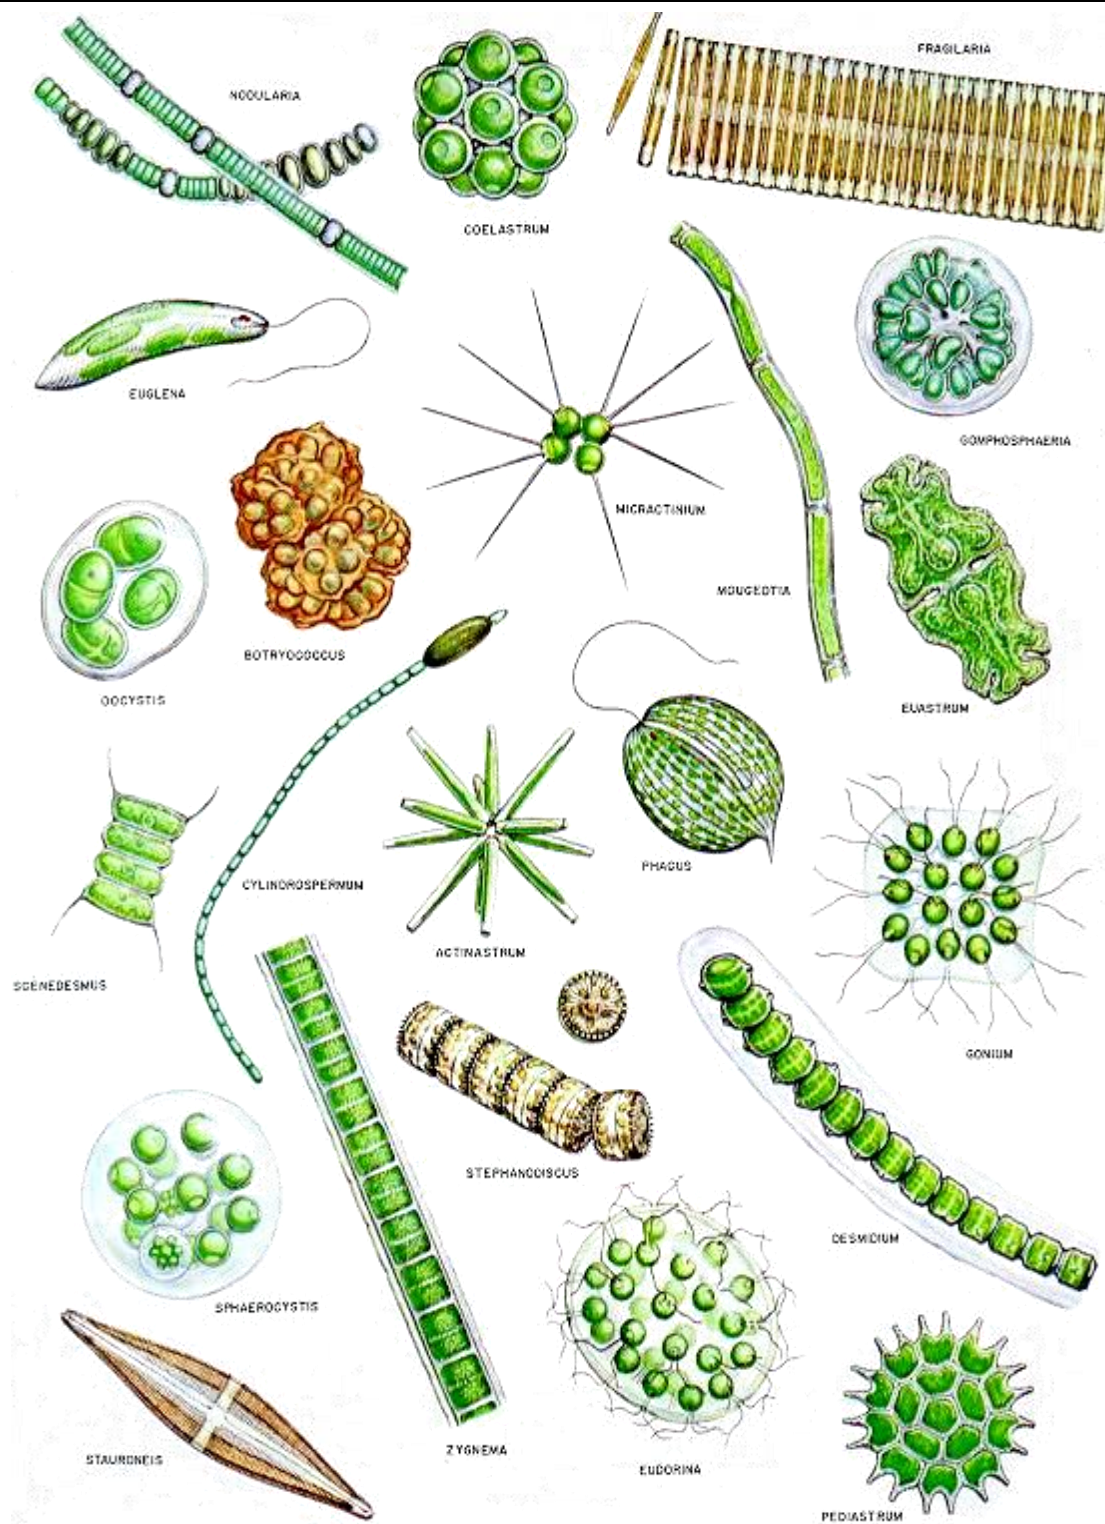 FRAGILARIA
NODULARIA
COELASTRUM
EUGLENA
GOMPHOSPHAERIA
MICRACTINIUM
MOUGEOTIA
BOTRYOCOCCUS
OOCYSTIS
EUASTRUM
PHACUS
CYLINDROSPERMUM
ACTINASTRUM
SCENEDESMUS
GONIUM
STEPHANODISCUS
DESMIDIUM
SPHAEROCYSTIS
ZYGNEMA
STAURONEIS
EUDORINA
PEDIASTRUM